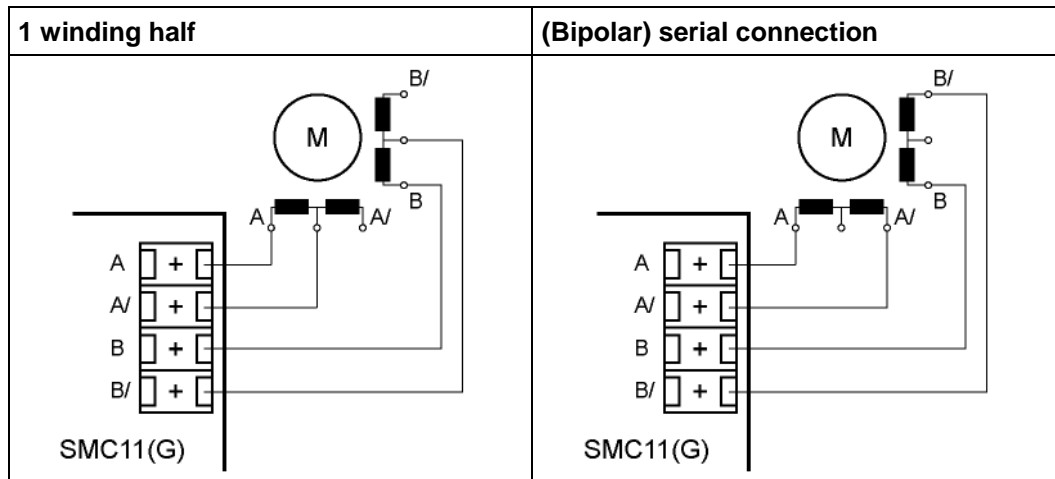 1 winding half
(Bipolar) serial connection
B/
M
B
A
A/
A
+
A/
+
B
+
B/
+
SMC11(G)
B/
M
B
A
A/
A
+
A/
+
B
+
B/
+
SMC11(G)